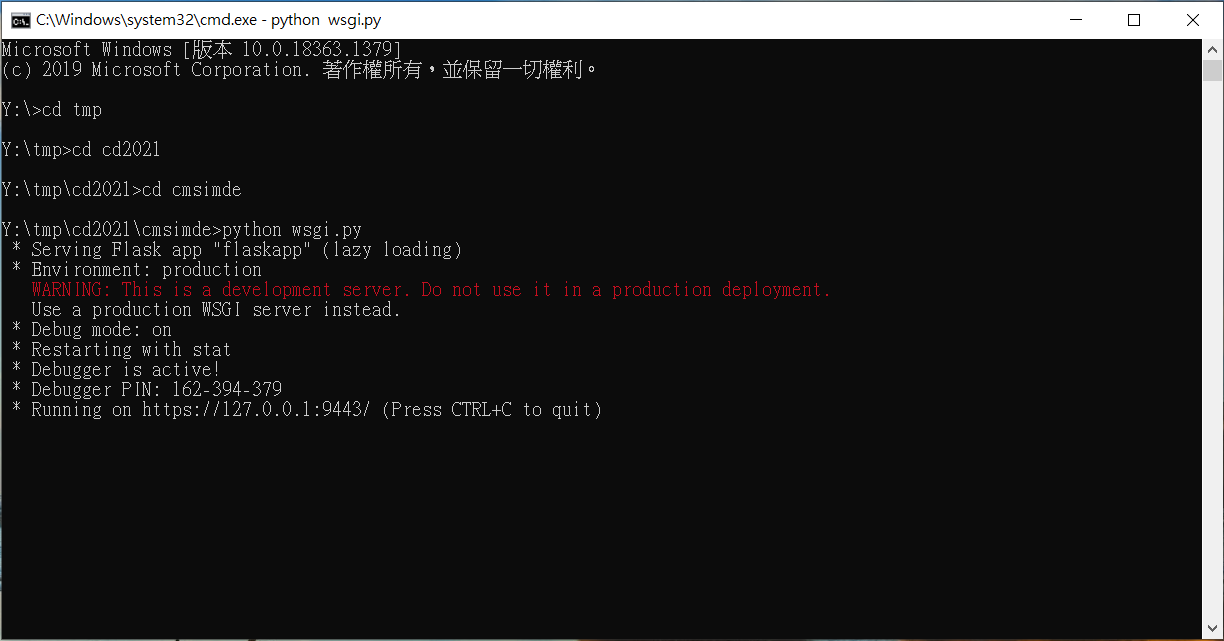 C:\Windows\system32\cmd.exe - python  wsgi.py
Microsoft Windows [版本 10.0.18363.1379]
(c) 2019 Microsoft Corporation. 著作權所有，並保留一切權利。
Y:\>cd tmp
Y:\tmp>cd cd2021
Y:\tmp\cd2021>cd cmsimde
Y:\tmp\cd2021\cmsimde>python wsgi.py
 * Serving Flask app "flaskapp" (lazy loading)
 * Environment: production
   WARNING: This is a development server. Do not use it in a production deployment.
   Use a production WSGI server instead.
 * Debug mode: on
 * Restarting with stat
 * Debugger is active!
 * Debugger PIN: 162-394-379
 * Running on https://127.0.0.1:9443/ (Press CTRL+C to quit)